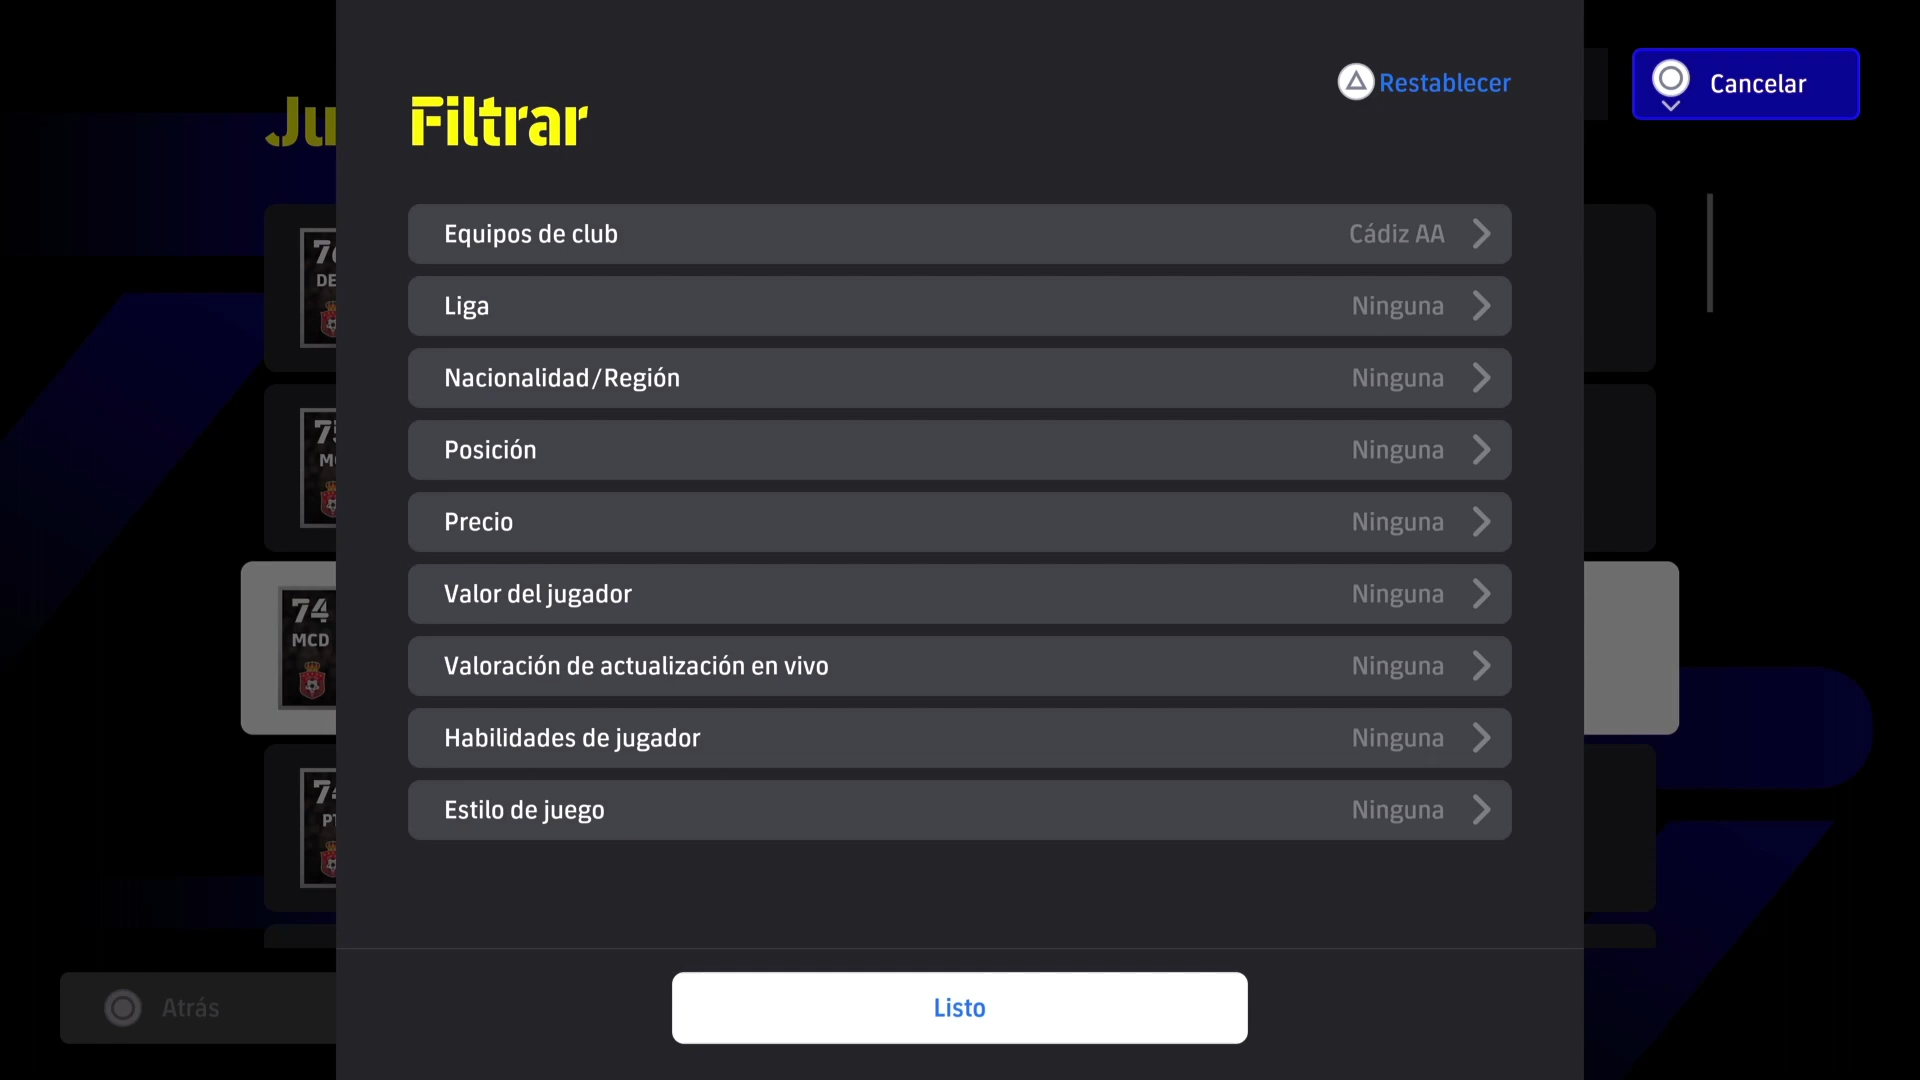 Restablecer
Cancelar
Filtrar
Equipos de club Cádiz AA
Liga Ninguna
Nacionalidad/Región Ninguna
Posición Ninguna
Precio Ninguna
Valor del jugador Ninguna
Valoración de actualización en vivo Ninguna
Habilidades de jugador Ninguna
Estilo de juego Ninguna
74
MCD
Atrás
Listo